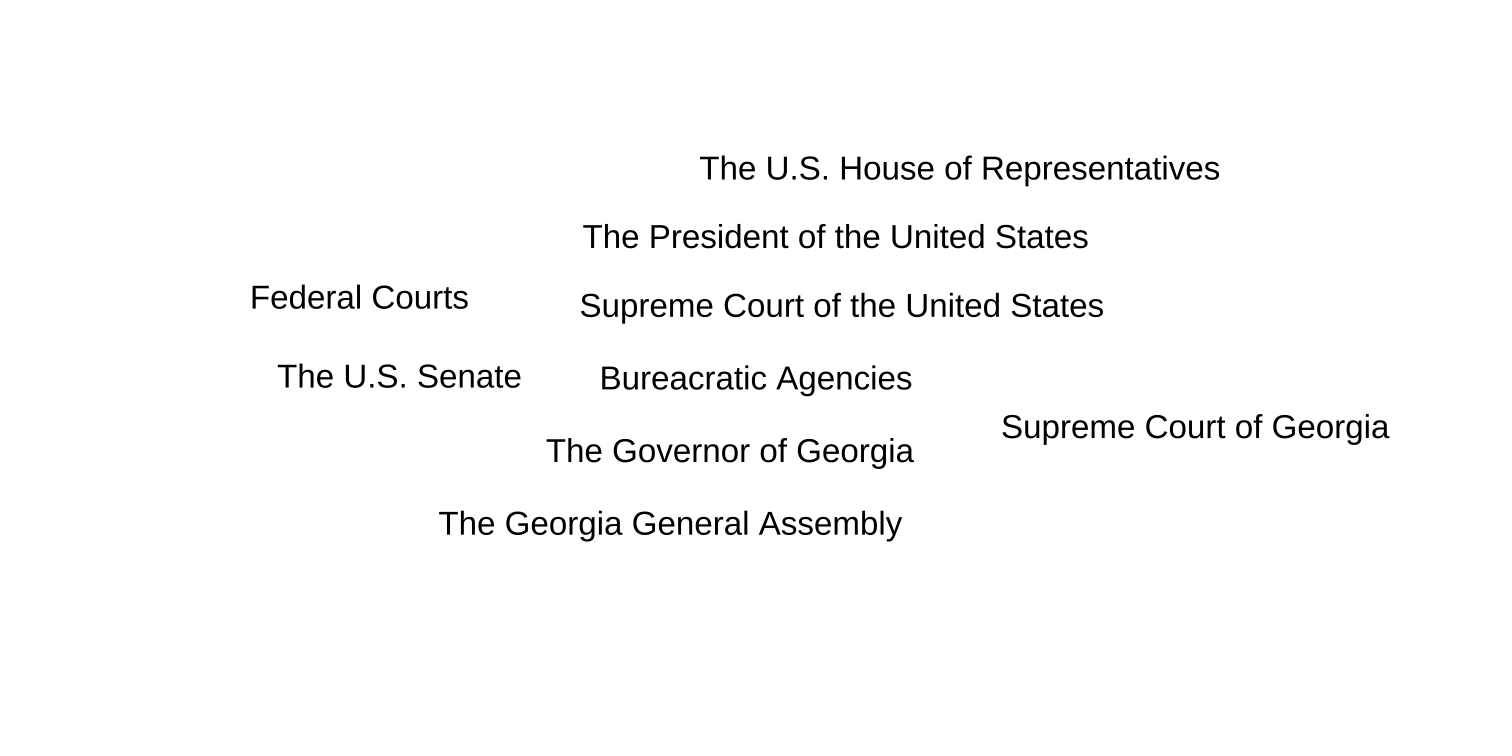 The U.S. House of Representatives
The President of the United States
Federal Courts
Supreme Court of the United States
The U.S. Senate
Bureacratic Agencies
Supreme Court of Georgia
The Governor of Georgia
The Georgia General Assembly